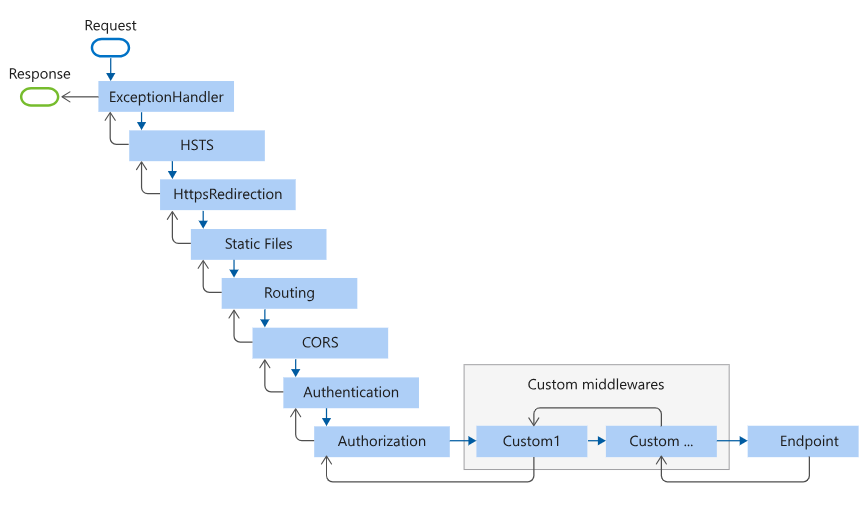 Request
Response
ExceptionHandler
HSTS
HttpsRedirection
Static Files
Routing
CORS
Authentication
Authorization
Custom middlewares
Custom1
Custom ...
Endpoint